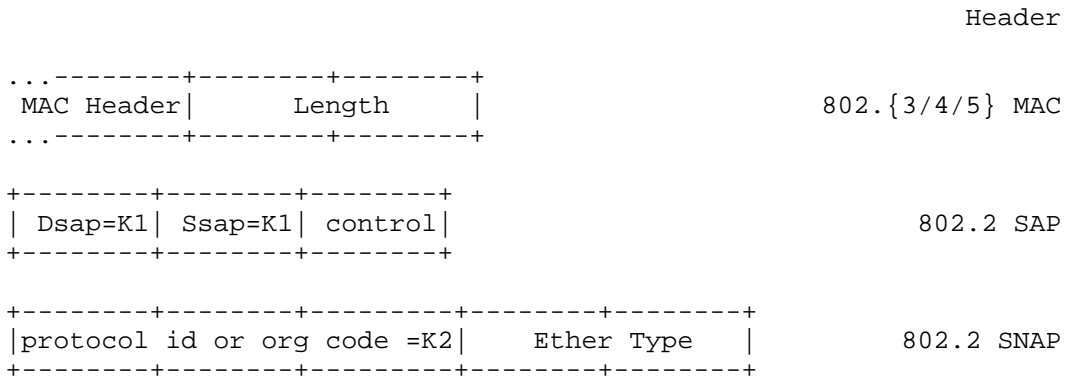 Header
...--------+--------+--------+
MAC Header|      Length     |                   802.{3/4/5} MAC
...--------+--------+--------+
+--------+--------+--------+
| Dsap=K1| Ssap=K1| control|                          802.2 SAP
+--------+--------+--------+
+--------+--------+---------+--------+--------+
|protocol id or org code =K2|    Ether Type   |      802.2 SNAP
+--------+--------+---------+--------+--------+